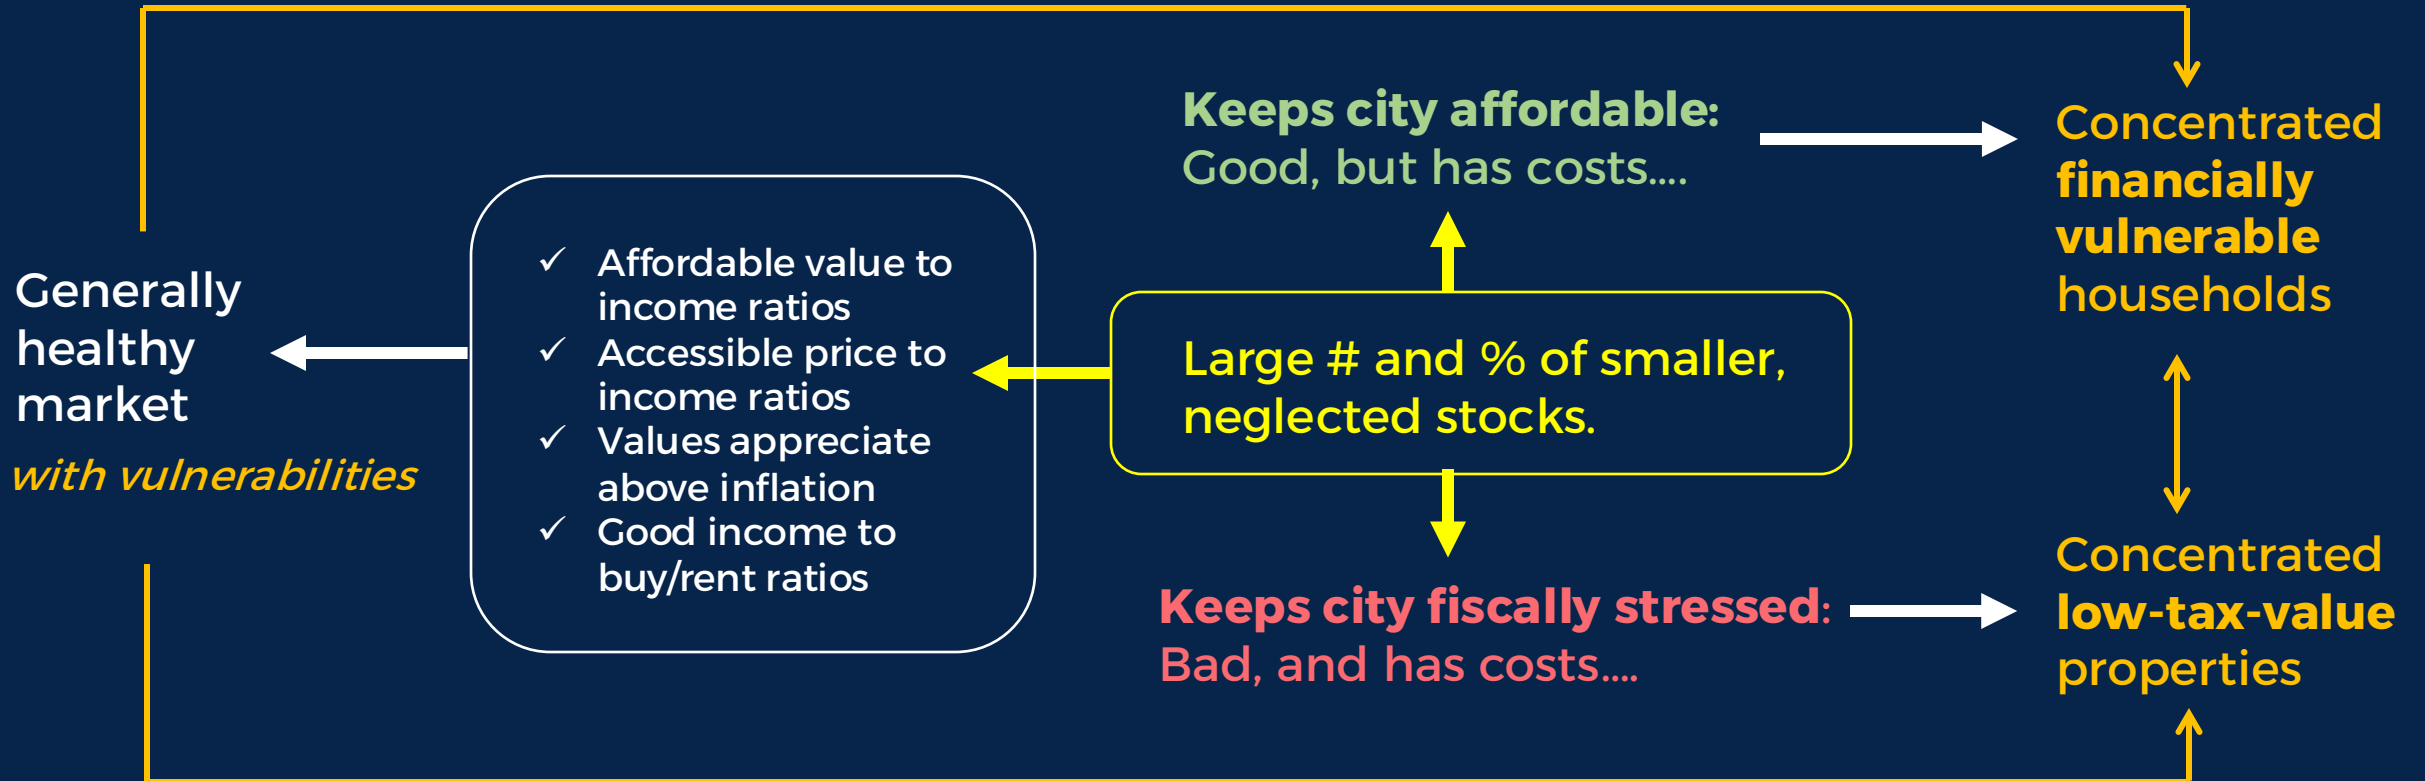 Generally
healthy
market
with vulnerabilities
✓ Affordable value to
income ratios
✓ Accessible price to
income ratios
✓ Values appreciate
above inflation
✓ Good income to
buy/rent ratios
Keeps city affordable:
Good, but has costs....
Large # and % of smaller,
neglected stocks.
Keeps city fiscally stressed:
Bad, and has costs....
Concentrated
financially
vulnerable
households
Concentrated
low-tax-value
properties